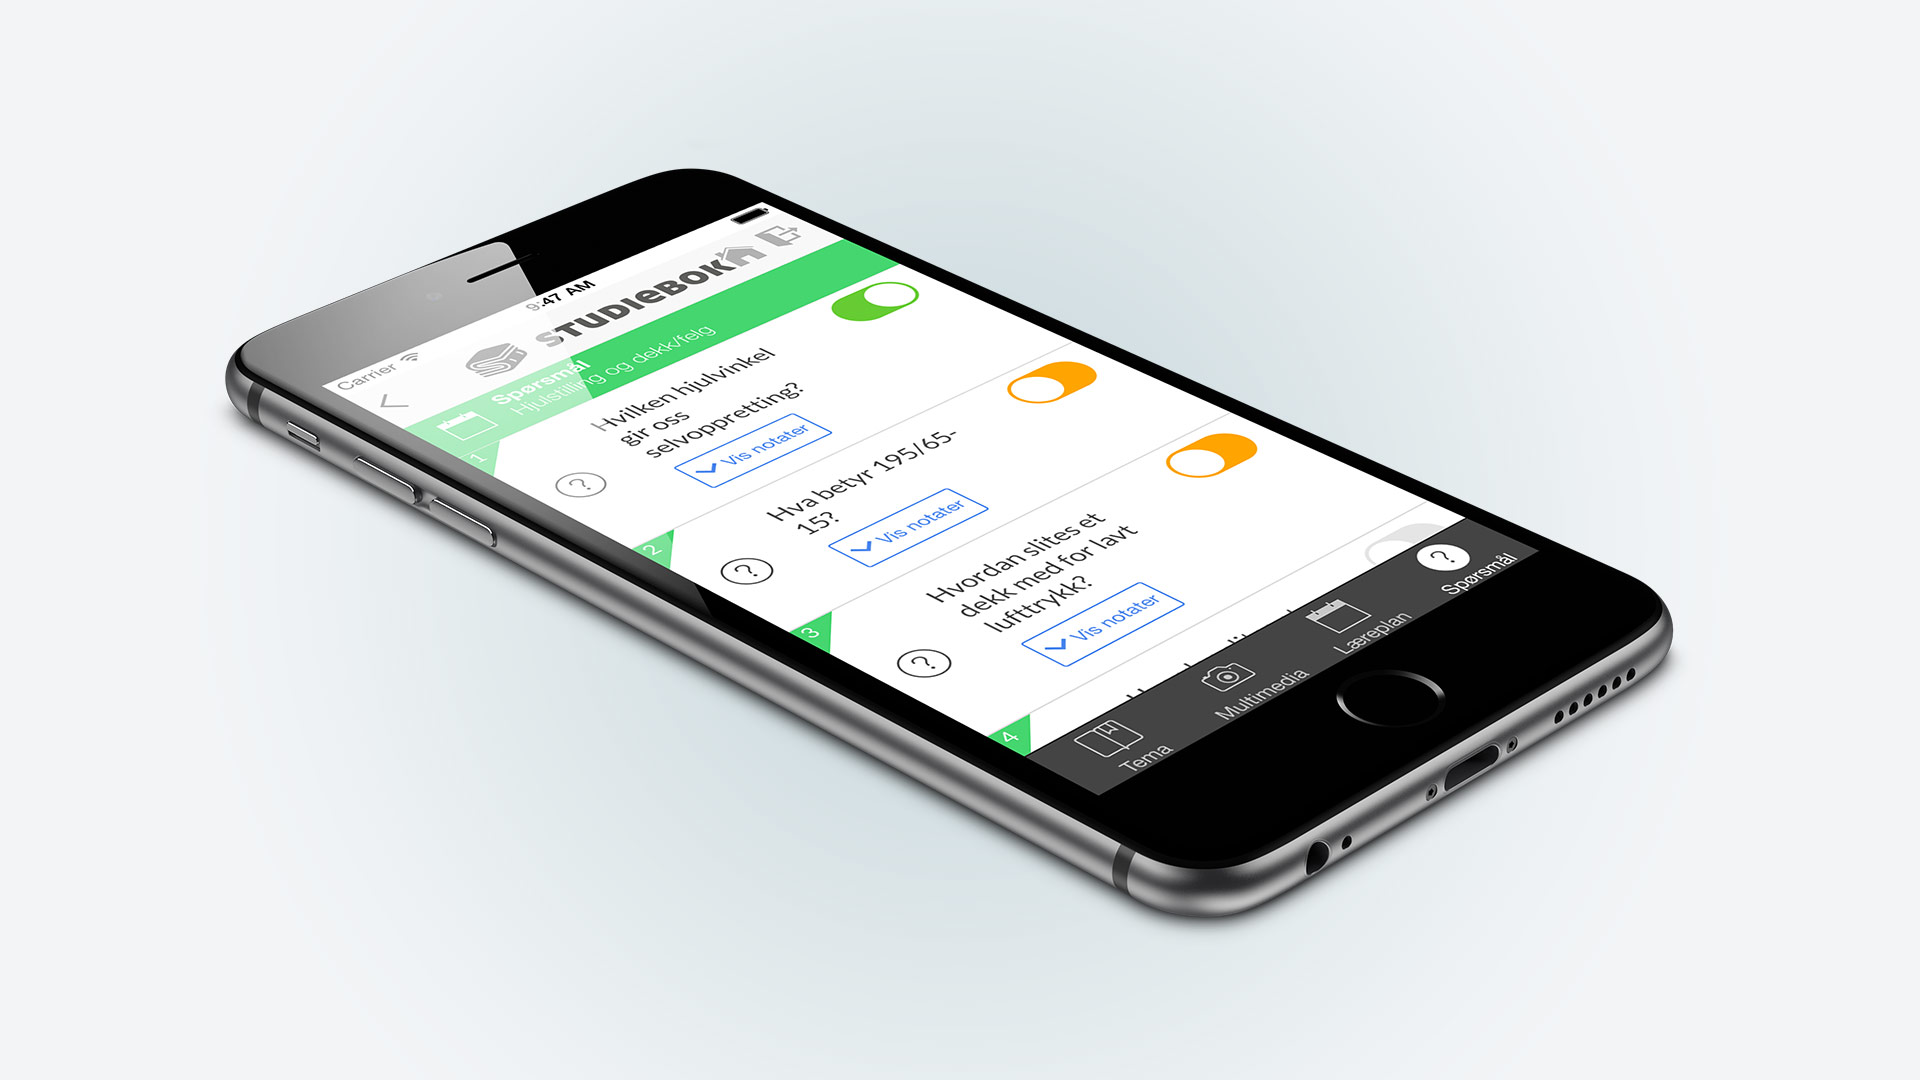 Carrier
9:47 AM
STUDIEBOK
Spørsmål
Hjulstilling og dekk/felg
1
Hvilken hjulvinkel
gir oss
selvoppretting?
?
Vis notater
2
Hva betyr 195/65-
15?
?
Vis notater
3
Hvordan slites et
dekk med for lavt
lufttrykk?
?
Vis notater
4
Tema
Multimedia
Læreplan
?
Spørsmål